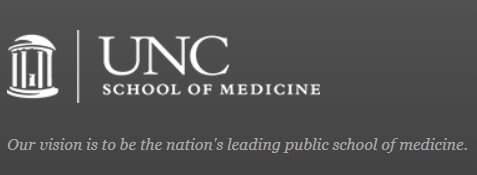 UNC
SCHOOL OF MEDICINE
Our vision is to be the nation's leading public school of medicine.